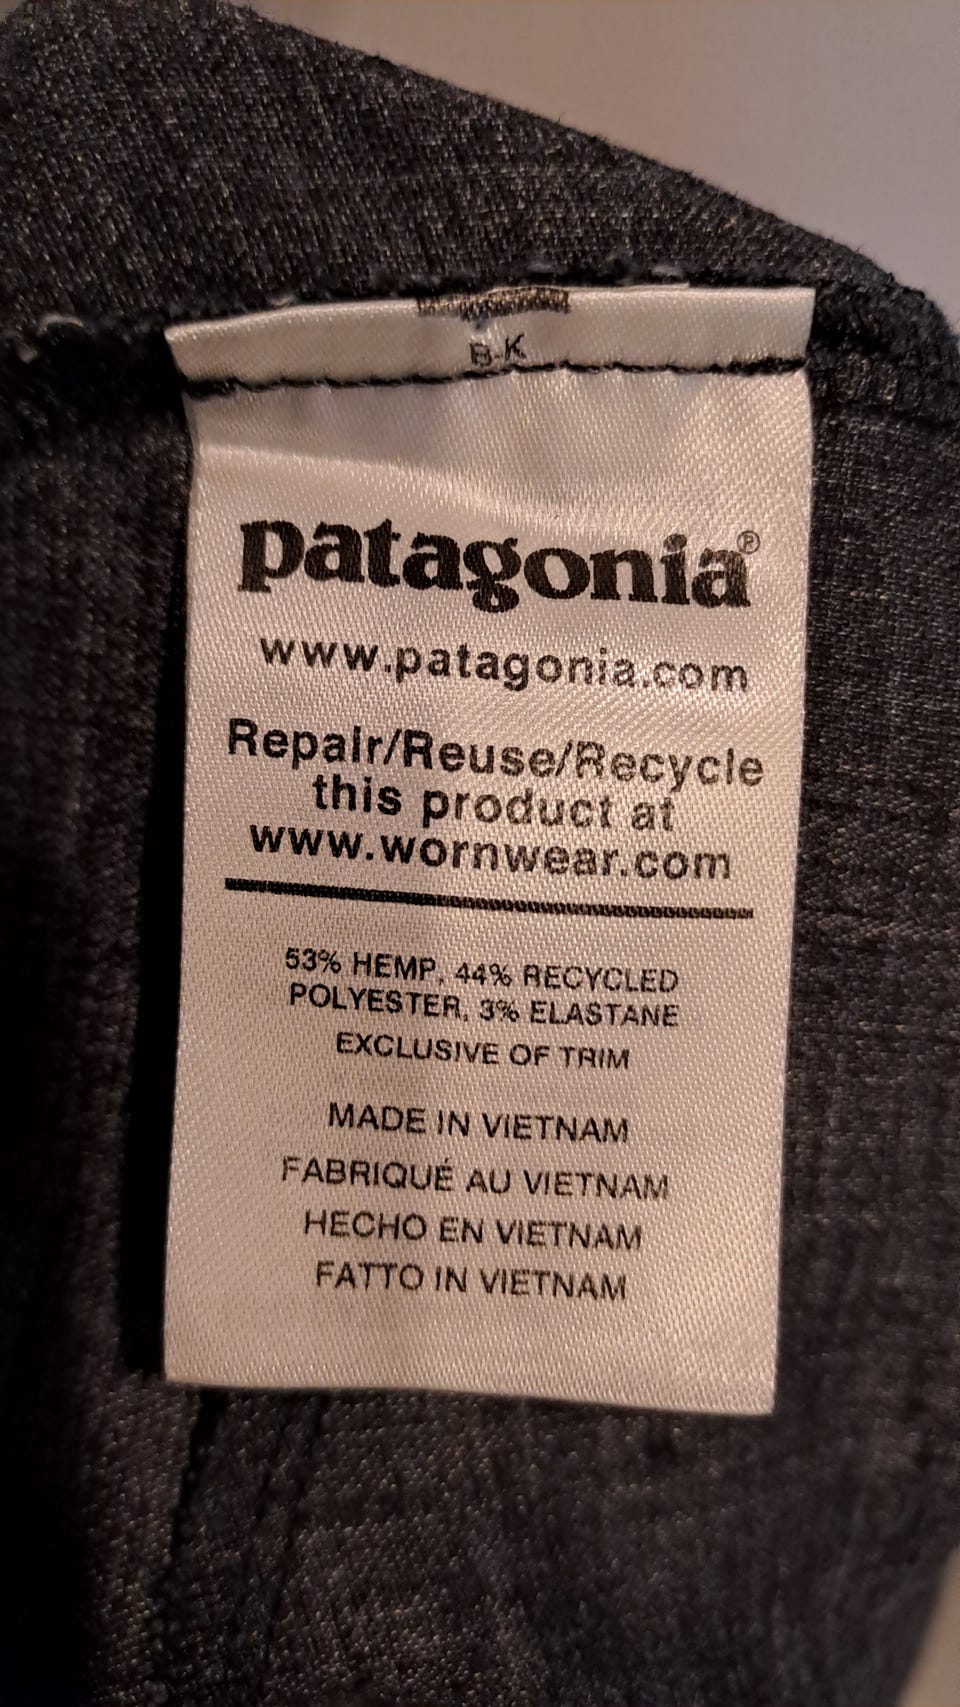 B-K
patagonia®
www.patagonia.com
Repair/Reuse/Recycle
this product at
www.wornwear.com
53% HEMP, 44% RECYCLED
POLYESTER, 3% ELASTANE
EXCLUSIVE OF TRIM
MADE IN VIETNAM
FABRIQUÉ AU VIETNAM
HECHO EN VIETNAM
FATTO IN VIETNAM